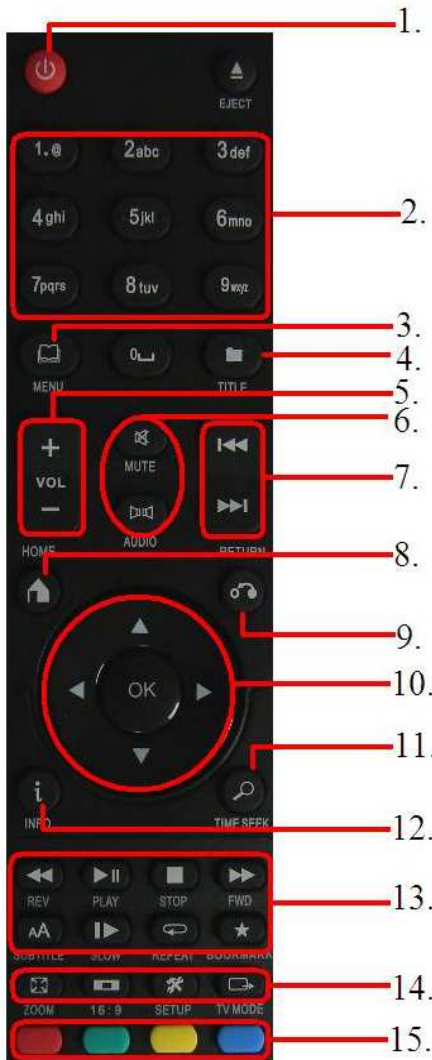 1.
EJECT
1.@ 2abc 3def
2.
4ghi 5jkl 6mno
7pqrs 8tuv 9wxyz
3.
0
4.
MENU TITLE
5.
6.
+
MUTE
VOL
7.
-
AUDIO
HOME RETURN
8.
9.
OK
10.
11.
i
INFO TIME SEEK
12.
REV PLAY STOP FWD
13.
AA
SUBTITLE SLOW REPEAT BOOKMARK
14.
ZOOM 16:9 SETUP TV MODE
15.